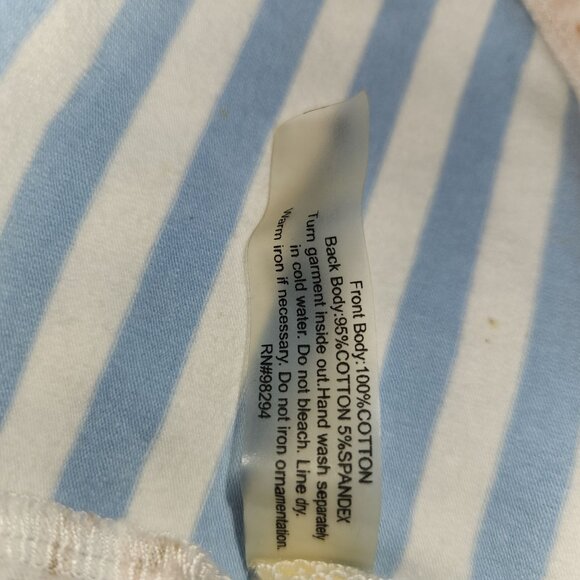 Front Body:100%COTTON
Back Body:95%COTTON 5%SPANDEX
Turn garment inside out.Hand wash separately
in cold water. Do not bleach. Line dry.
Warm iron if necessary. Do not iron ornamentation.
RN#98294